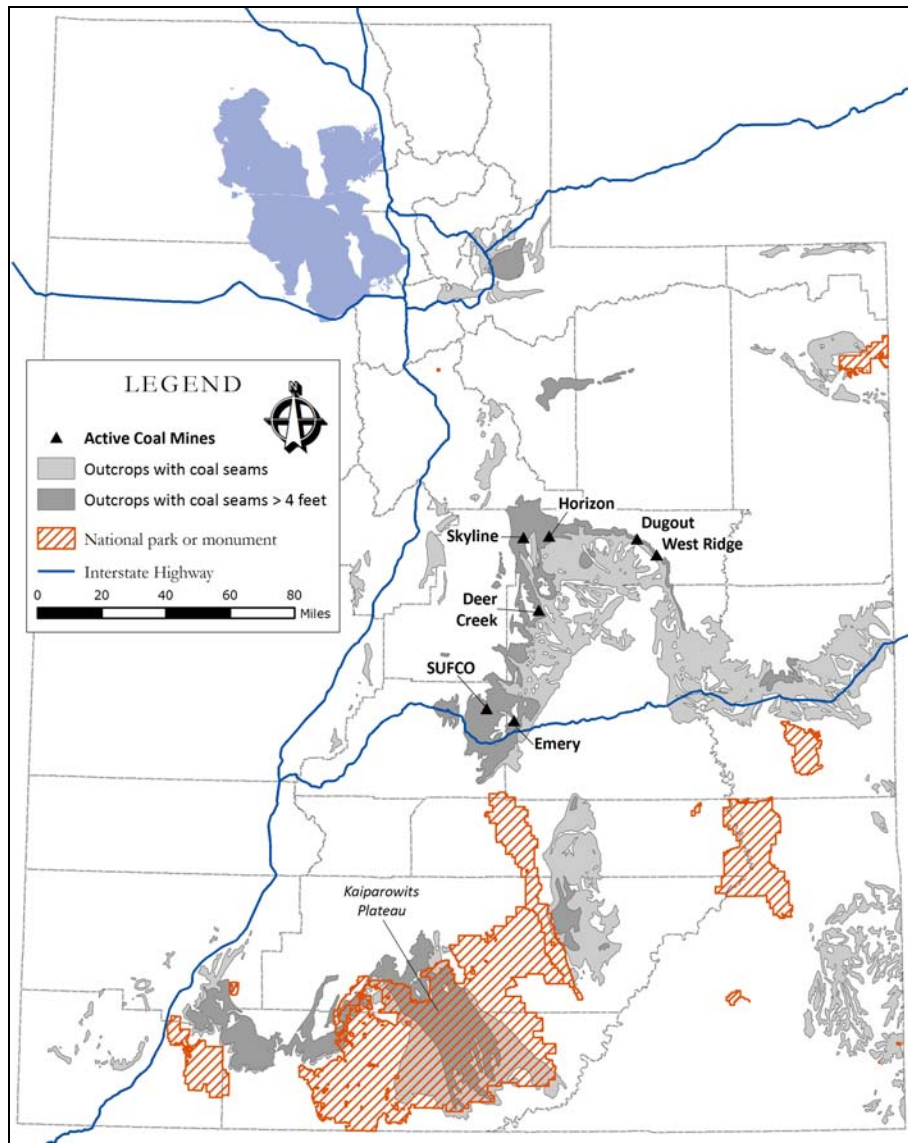 LEGEND
N
Active Coal Mines
Outcrops with coal seams
Outcrops with coal seams > 4 feet
National park or monument
Interstate Highway
0 20 40 60 80
Miles
Horizon
Skyline
Dugout
West Ridge
Deer
Creek
SUFCO
Emery
Kaiparowits
Plateau